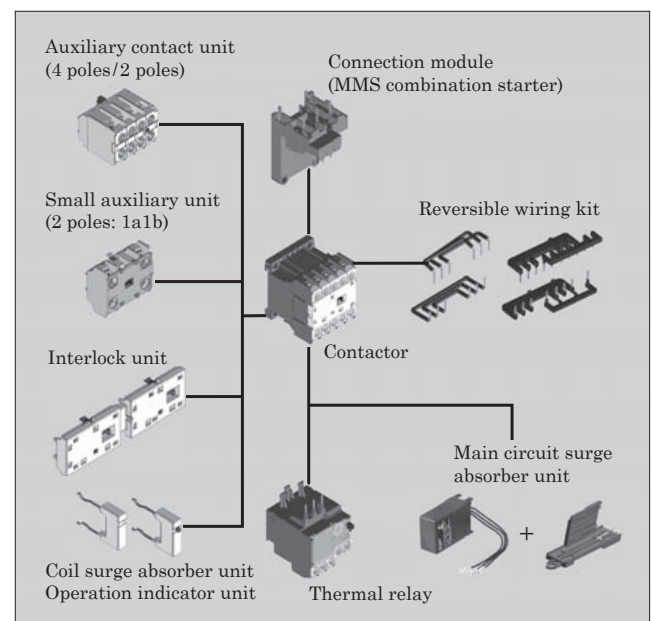 Auxiliary contact unit
(4 poles/2 poles)
Connection module
(MMS combination starter)
Small auxiliary unit
(2 poles: 1a1b)
Reversible wiring kit
Contactor
Interlock unit
Main circuit surge
absorber unit
+
Coil surge absorber unit
Operation indicator unit
Thermal relay